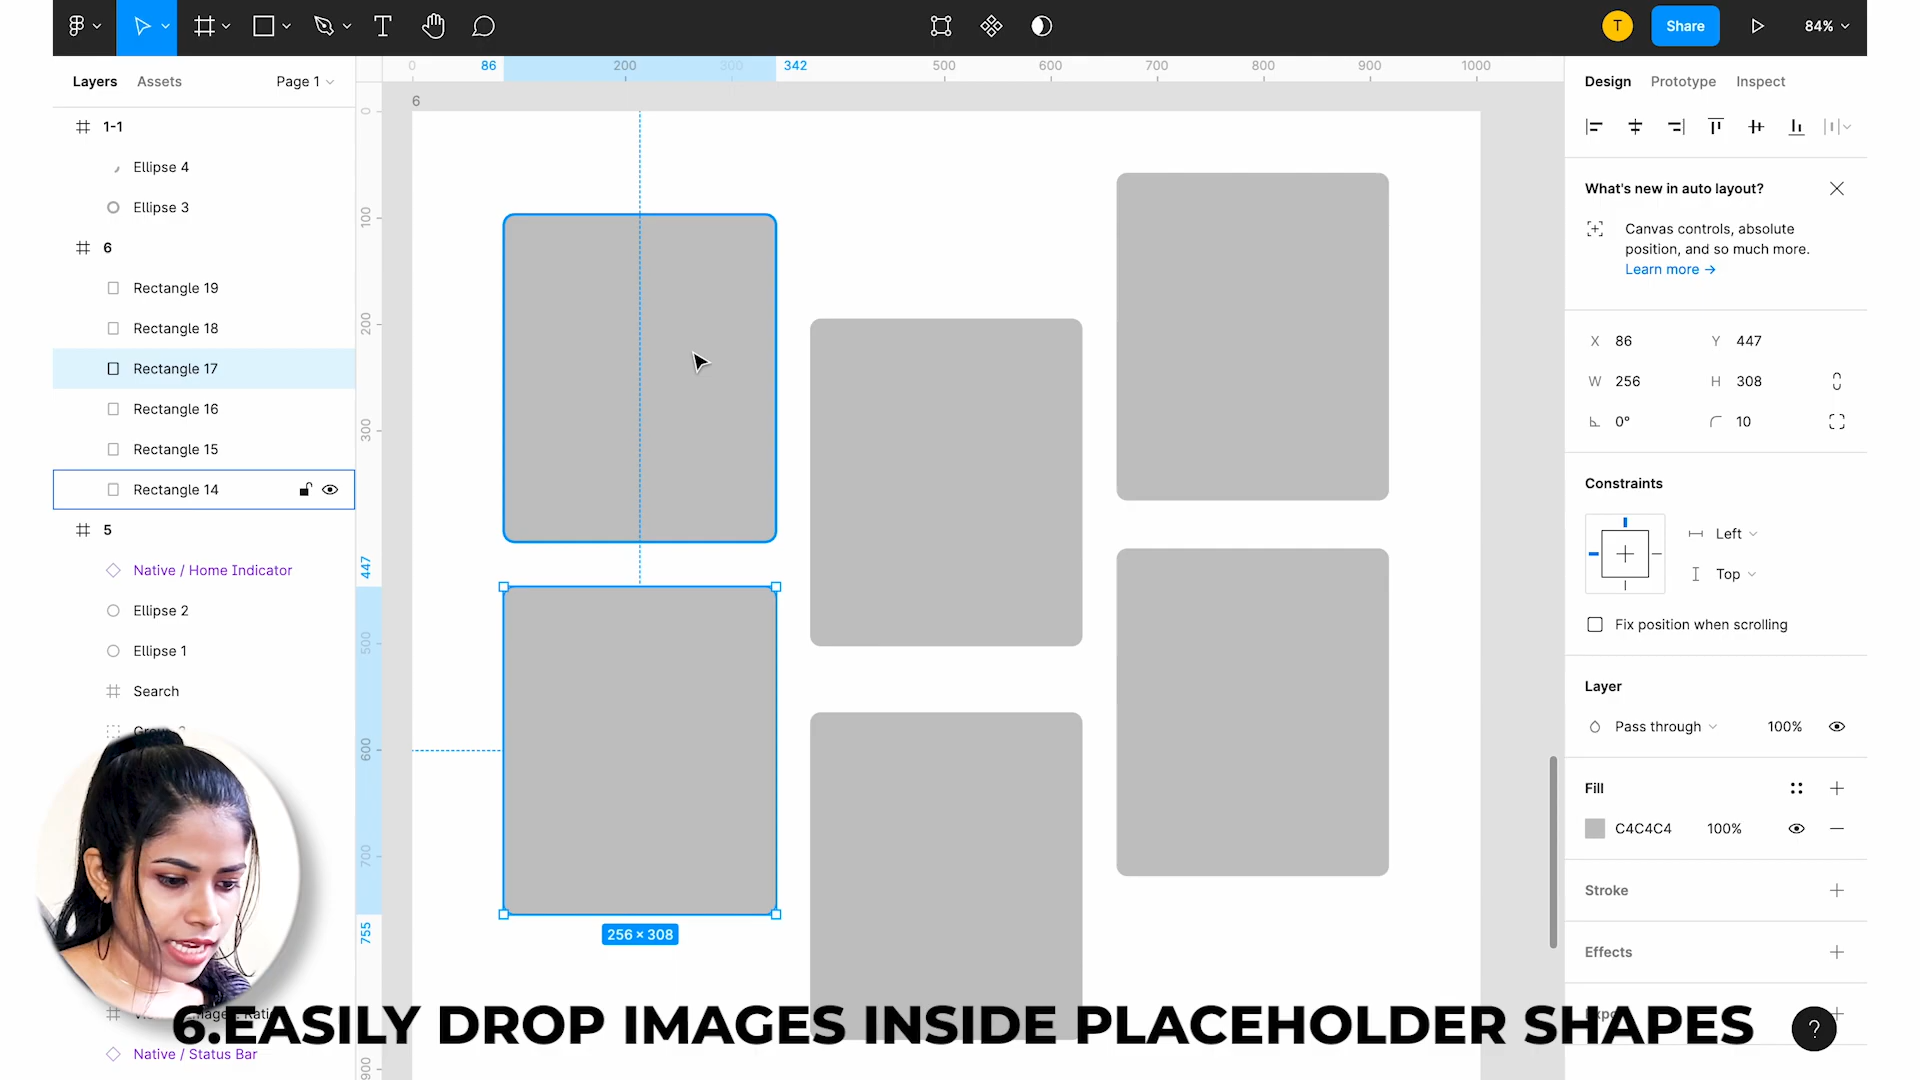 T
Share
84%
Layers
Assets
Page 1
0
86
200
300
342
500
600
700
800
900
1000
Design
Prototype
Inspect
6
1-1
Ellipse 4
Ellipse 3
6
Rectangle 19
Rectangle 18
Rectangle 17
Rectangle 16
Rectangle 15
Rectangle 14
5
Native / Home Indicator
Ellipse 2
Ellipse 1
Search
Native / Status Bar
0
100
200
300
447
500
600
700
755
900
256 × 308
What's new in auto layout?
Canvas controls, absolute
position, and so much more.
Learn more →
X 86 Y 447
W 256 H 308
0° 10
Constraints
Left
Top
Fix position when scrolling
Layer
Pass through 100%
Fill
C4C4C4 100%
Stroke
Effects
6.EASILY DROP IMAGES INSIDE PLACEHOLDER SHAPES
?